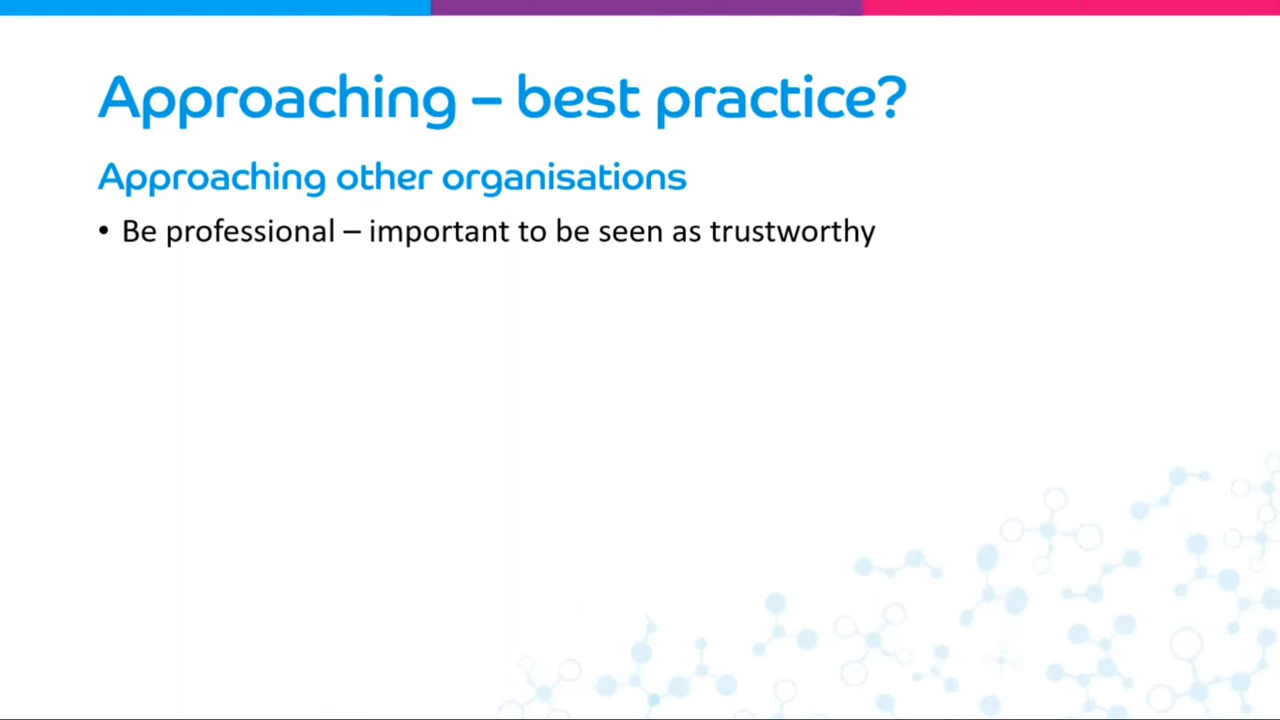 Approaching – best practice?
Approaching other organisations
• Be professional – important to be seen as trustworthy